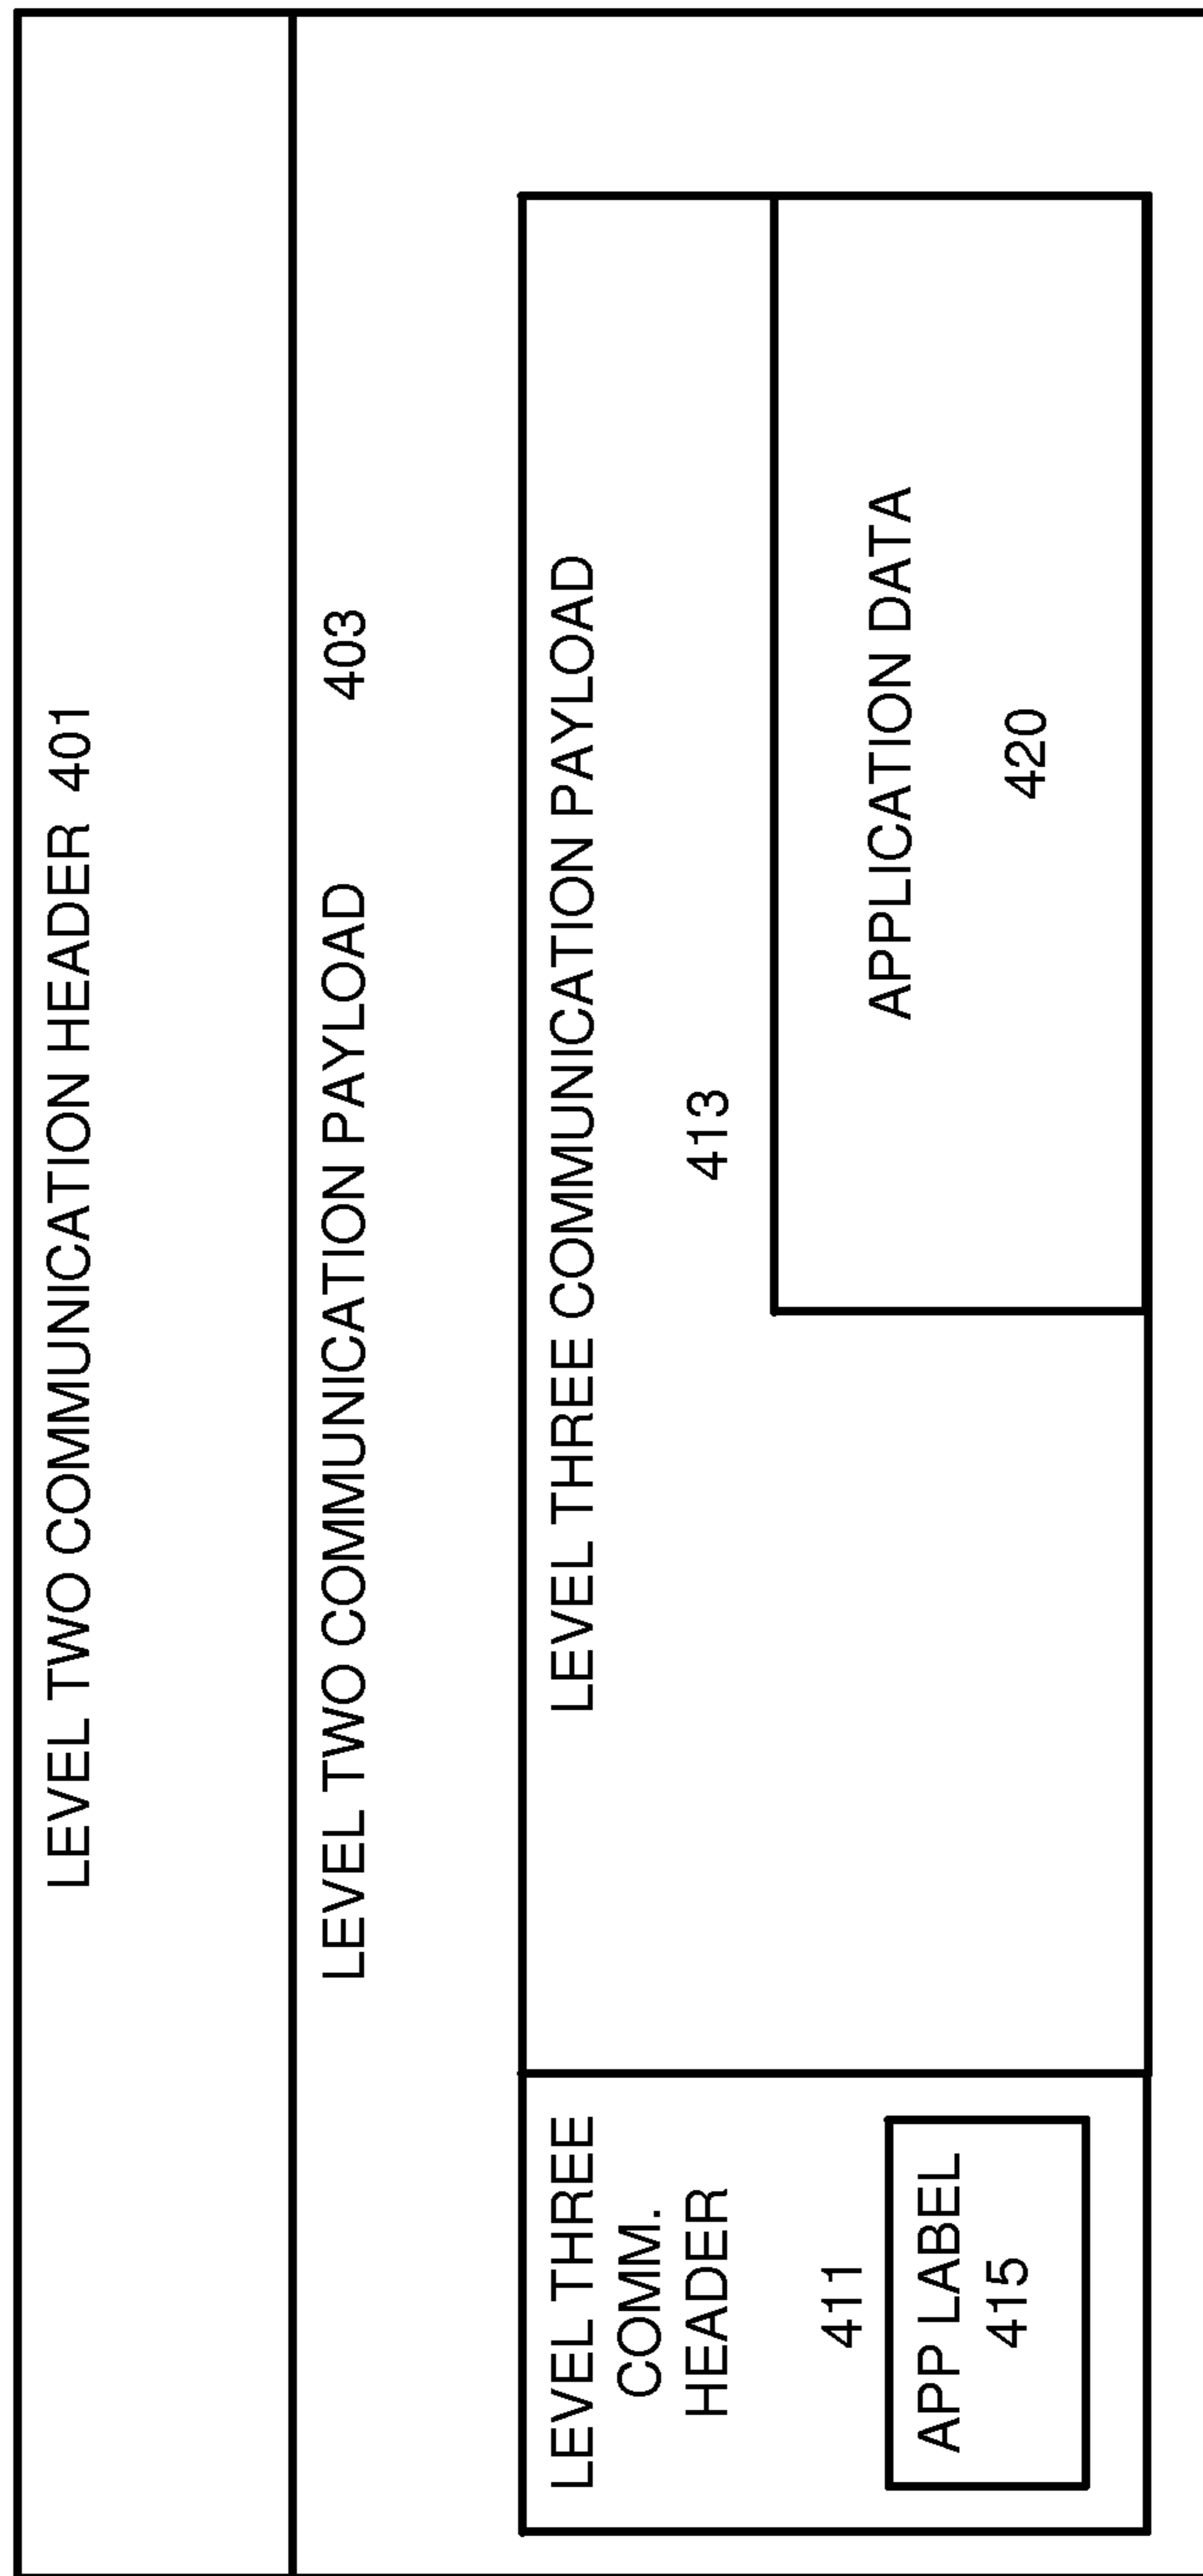 LEVEL TWO COMMUNICATION HEADER 401
LEVEL TWO COMMUNICATION PAYLOAD 403
LEVEL THREE
COMM.
HEADER
411
APP LABEL
415
LEVEL THREE COMMUNICATION PAYLOAD
413
APPLICATION DATA
420